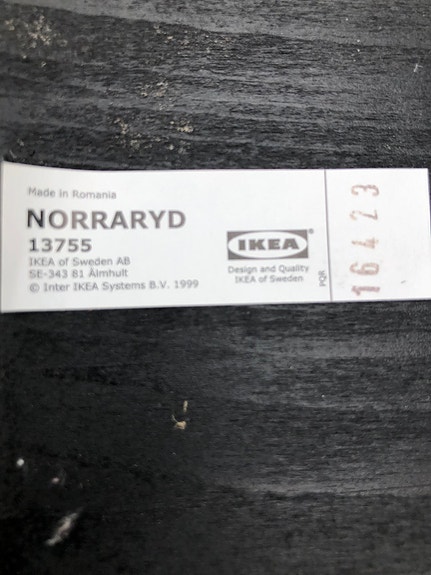 Made in Romania
NORRARYD
13755
IKEA of Sweden AB
SE-343 81 Älmhult
© Inter IKEA Systems B.V. 1999
IKEA®
Design and Quality
IKEA of Sweden
PQR
16423